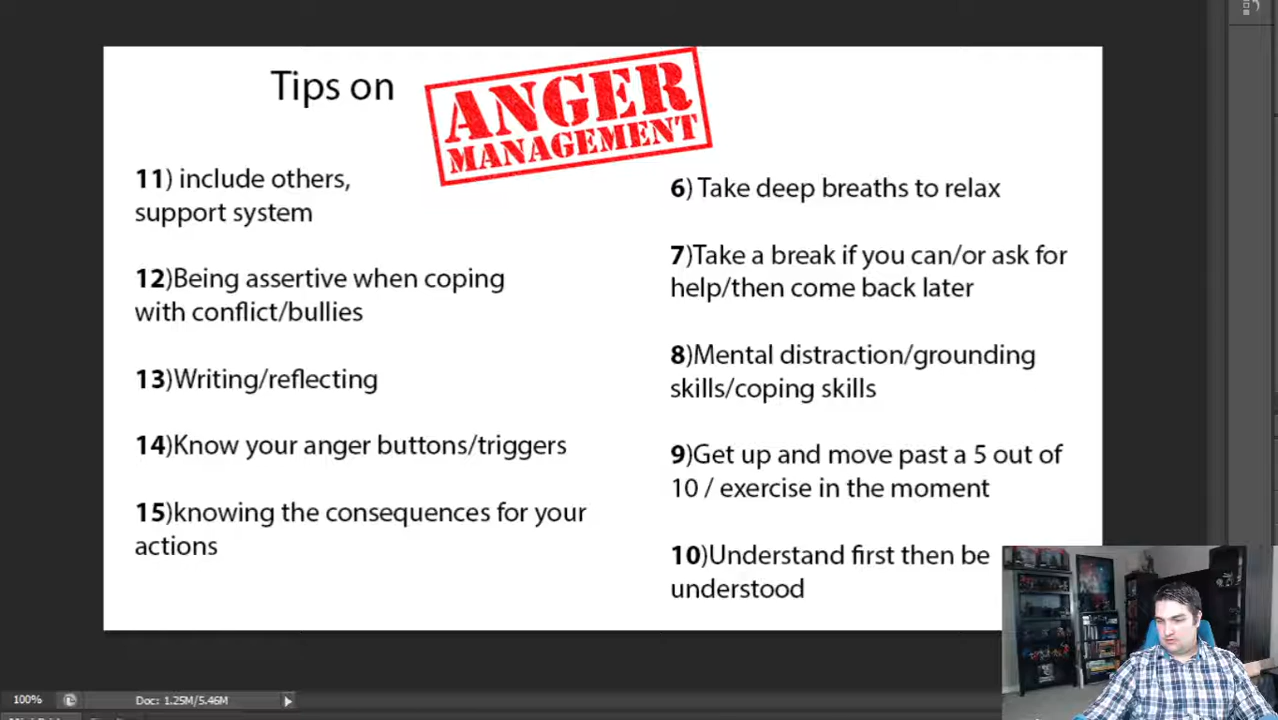 Tips on
ANGER
MANAGEMENT
11) include others,
support system
12)Being assertive when coping
with conflict/bullies
13)Writing/reflecting
14)Know your anger buttons/triggers
15)knowing the consequences for your
actions
6) Take deep breaths to relax
7)Take a break if you can/or ask for
help/then come back later
8)Mental distraction/grounding
skills/coping skills
9)Get up and move past a 5 out of
10 / exercise in the moment
10)Understand first then be
understood
100%
Doc: 1.25M/5.46M